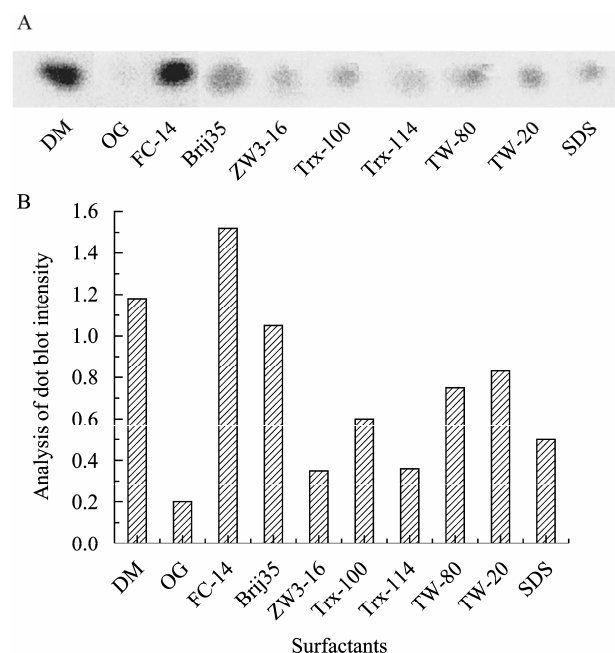 A
DM OG FC-14 Brij35 ZW3-16 Trx-100 Trx-114 TW-80 TW-20 SDS
B
Analysis of dot blot intensity
1.6
1.4
1.2
1.0
0.8
0.6
0.4
0.2
0.0
DM OG FC-14 Brij35 ZW3-16 Trx-100 Trx-114 TW-80 TW-20 SDS
Surfactants